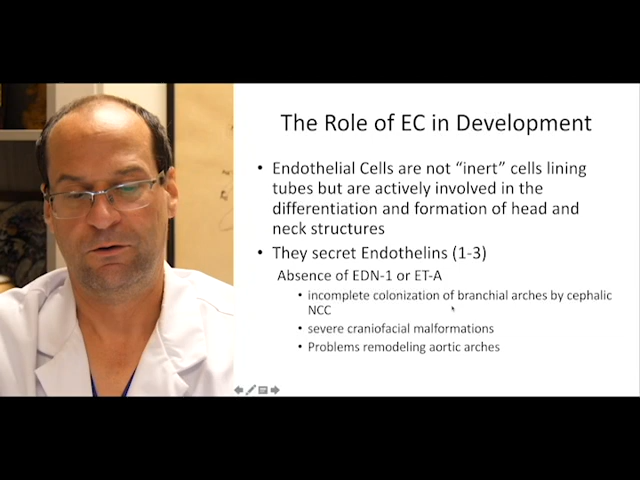 The Role of EC in Development
• Endothelial Cells are not “inert” cells lining
tubes but are actively involved in the
differentiation and formation of head and
neck structures
• They secret Endothelins (1-3)
Absence of EDN-1 or ET-A
• incomplete colonization of branchial arches by cephalic
NCC
• severe craniofacial malformations
• Problems remodeling aortic arches